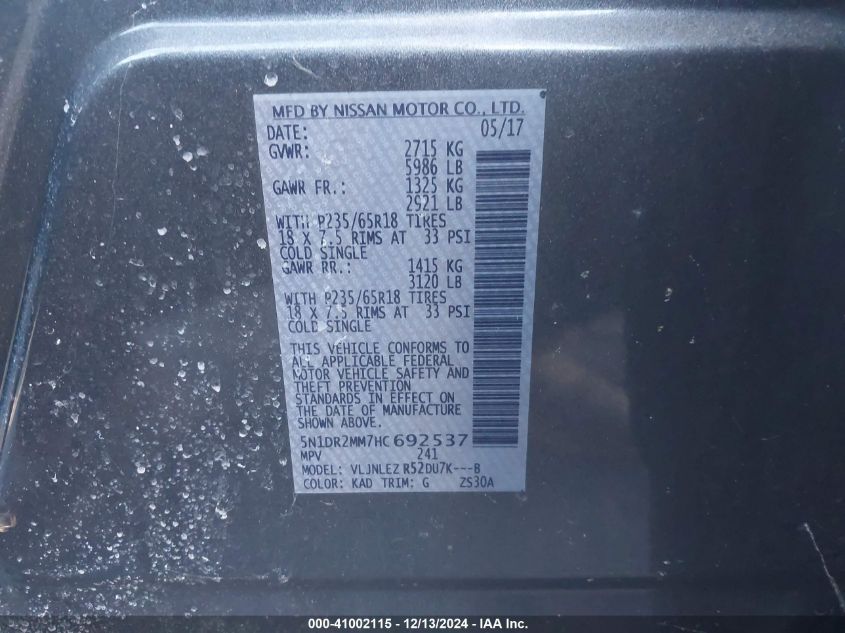 MFD BY NISSAN MOTOR CO., LTD.
DATE: 05/17
GVWR: 2715 KG
5986 LB
GAWR FR.: 1325 KG
2921 LB
WITH P235/65R18 TIRES
18 X 7.5 RIMS AT 33 PSI
COLD SINGLE
GAWR RR.: 1415 KG
3120 LB
WITH P235/65R18 TIRES
18 X 7.5 RIMS AT 33 PSI
COLD SINGLE
THIS VEHICLE CONFORMS TO
ALL APPLICABLE FEDERAL
MOTOR VEHICLE SAFETY AND
THEFT PREVENTION
STANDARDS IN EFFECT ON
THE DATE OF MANUFACTURE
SHOWN ABOVE.
5N1DR2MM7HC692537
MPV 241
MODEL: VLJNLEZ R52DU7K---B
COLOR: KAD TRIM: G ZS30A
000-41002115 - 12/13/2024 - IAA Inc.